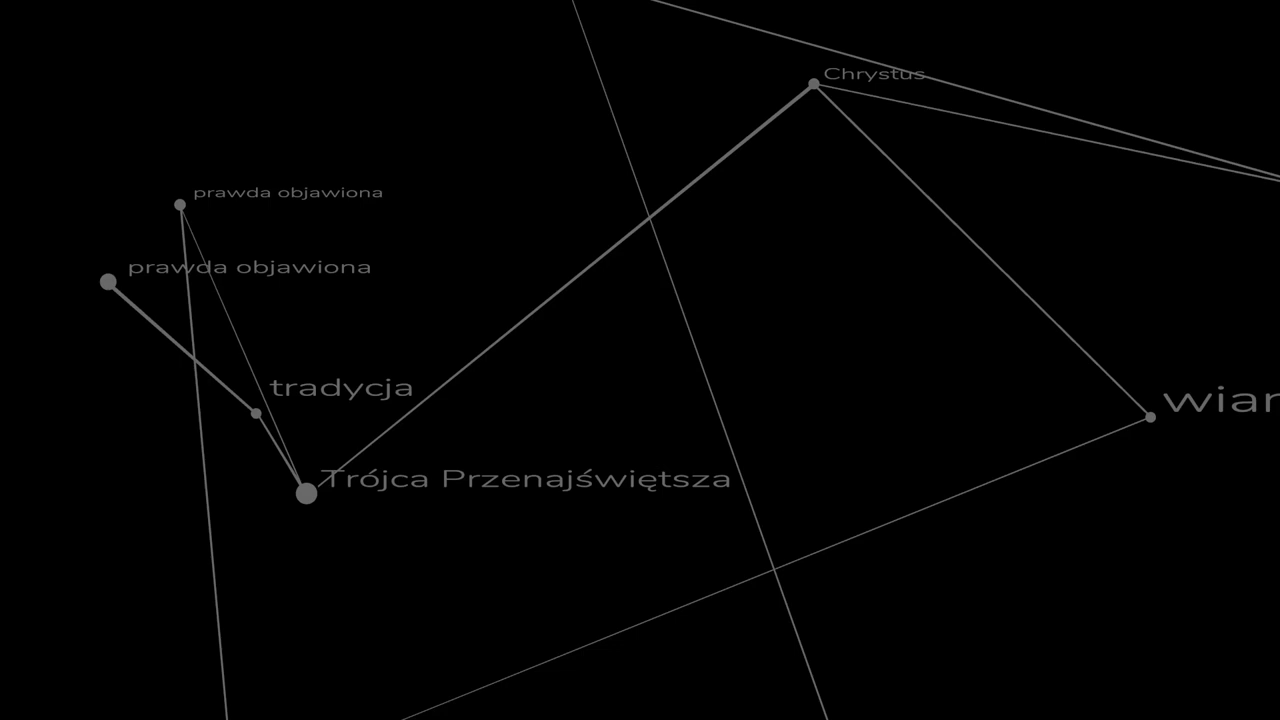 Chrystus
prawda objawiona
prawda objawiona
tradycja
wiar
Trójca Przenajświętsza